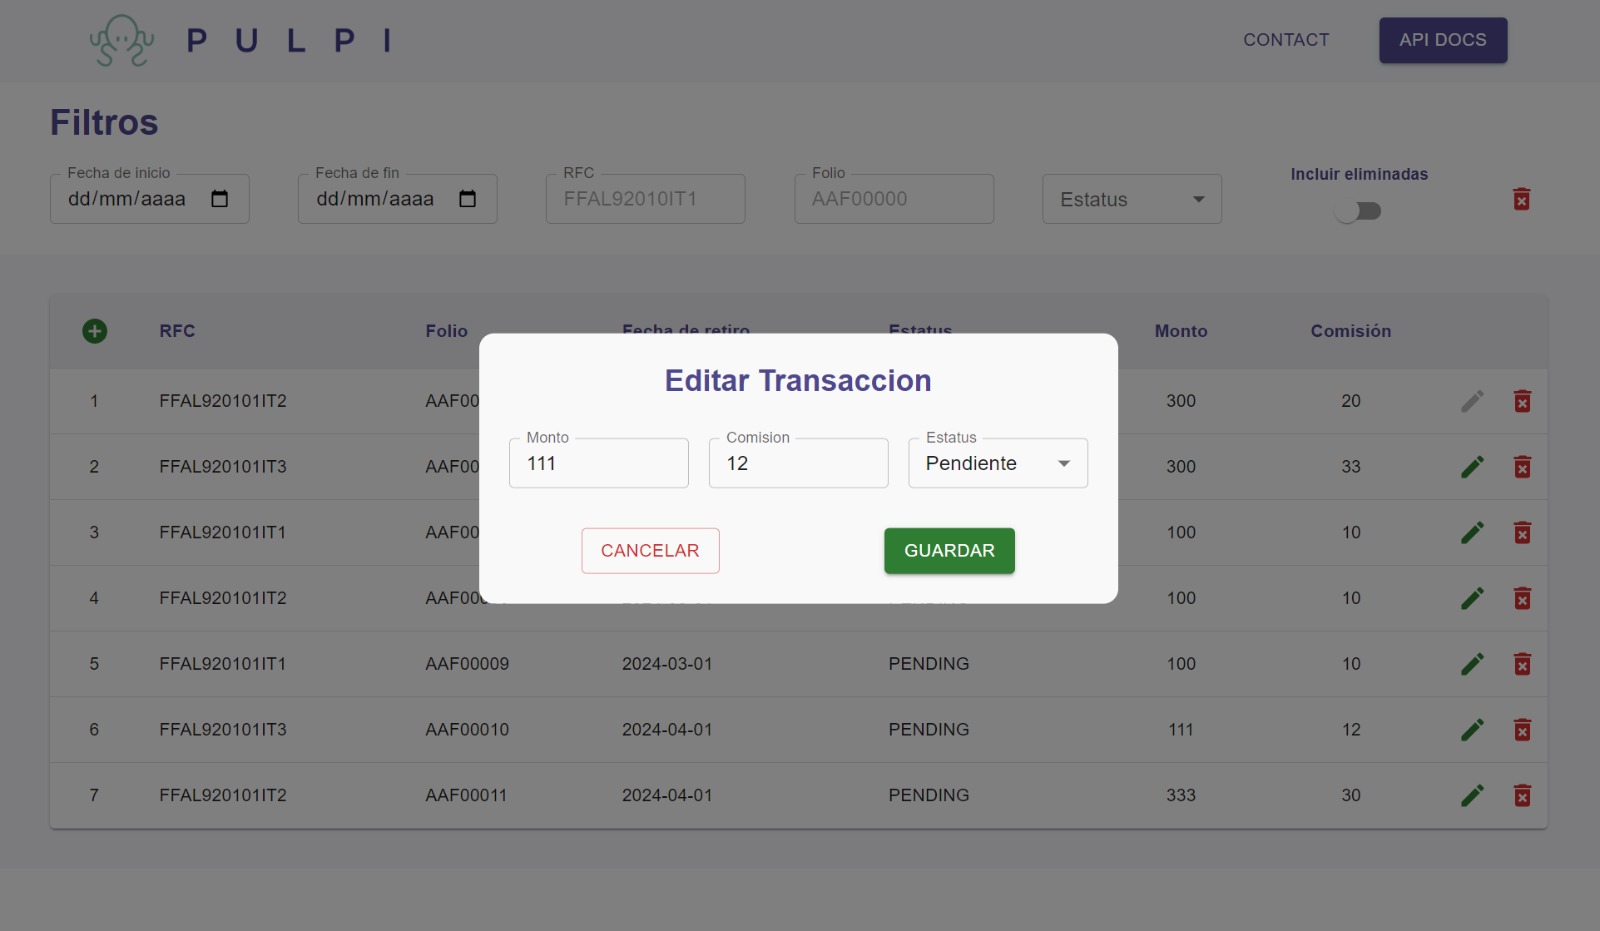 PULPI
CONTACT
API DOCS
Filtros
Fecha de inicio
dd/mm/aaaa
Fecha de fin
dd/mm/aaaa
RFC
FFAL92010IT1
Folio
AAF00000
Estatus
Incluir eliminadas
RFC Folio Fecha de retiro Estatus Monto Comisión
1 FFAL920101IT2 AAF00 300 20
2 FFAL920101IT3 AAF00 300 33
3 FFAL920101IT1 AAF00 100 10
4 FFAL920101IT2 AAF00 100 10
5 FFAL920101IT1 AAF00009 2024-03-01 PENDING 100 10
6 FFAL920101IT3 AAF00010 2024-04-01 PENDING 111 12
7 FFAL920101IT2 AAF00011 2024-04-01 PENDING 333 30
Editar Transaccion
Monto
111
Comision
12
Estatus
Pendiente
CANCELAR
GUARDAR